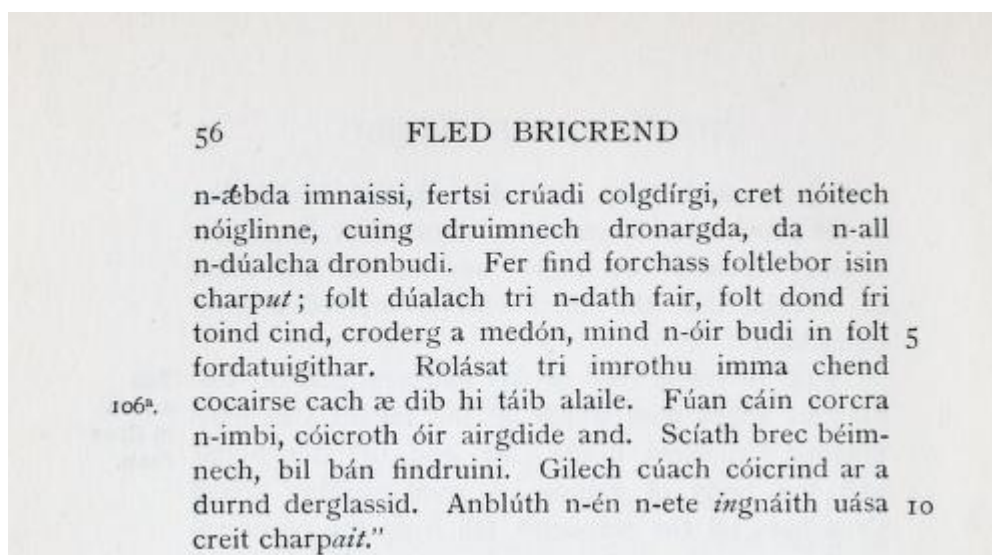 56 FLED BRICREND
n-ǽbda imnaissi, fertsi crúadi colgdírgi, cret nóitech
nóiglinne, cuing druimnech dronargda, da n-all
n-dúalcha dronbudi. Fer find forchass foltlebor isin
charput; folt dúalach tri n-dath fair, folt dond fri
toind cind, croderg a medón, mind n-óir budi in folt 5
fordatuigithar. Rolásat tri imrothu imma chend
106ª. cocairse cach æ dib hi táib alaile. Fúan cáin corcra
n-imbi, cóicroth óir airgdide and. Scíath brec béim-
nech, bil bán findruini. Gilech cúach cóicrind ar a
durnd derglassid. Anblúth n-én n-ete ingnáith uása 10
creit charpait."